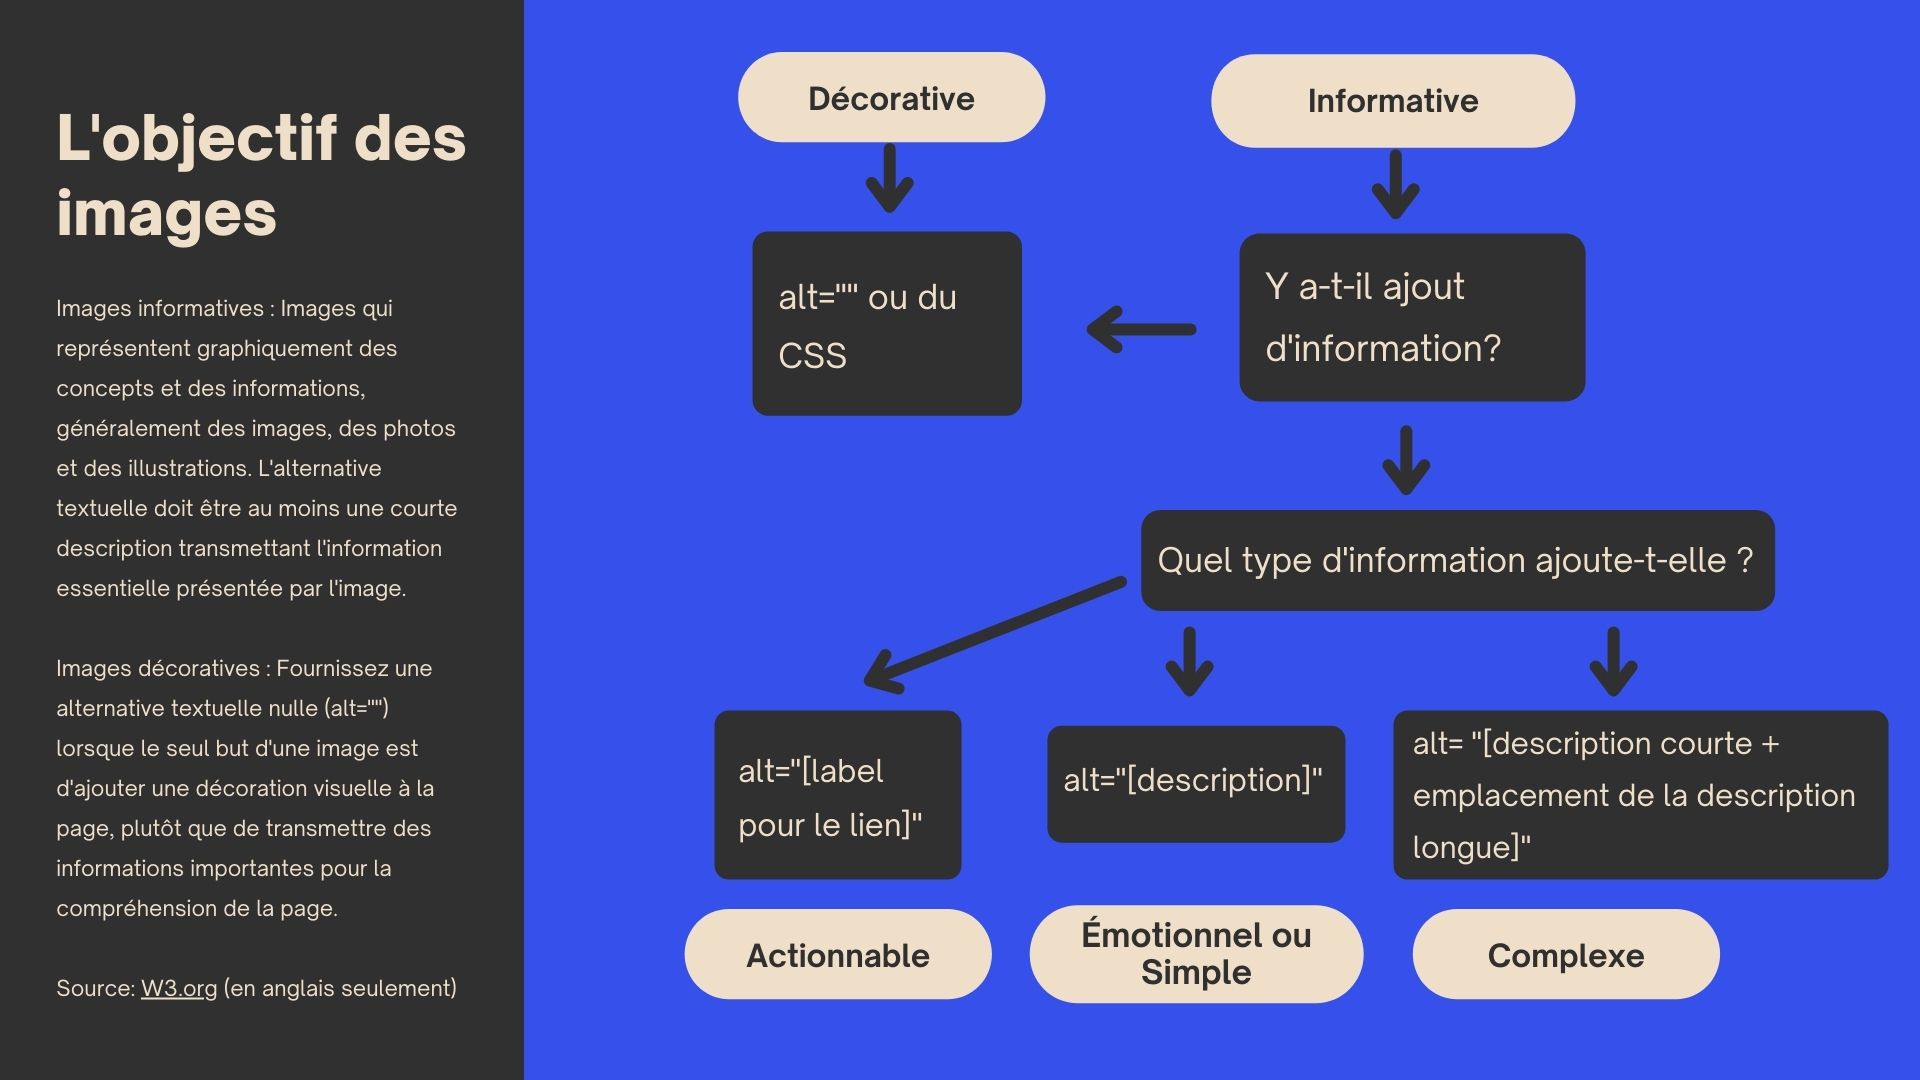 L'objectif des
images
Images informatives : Images qui
représentent graphiquement des
concepts et des informations,
généralement des images, des photos
et des illustrations. L'alternative
textuelle doit être au moins une courte
description transmettant l'information
essentielle présentée par l'image.
Images décoratives : Fournissez une
alternative textuelle nulle (alt="")
lorsque le seul but d'une image est
d'ajouter une décoration visuelle à la
page, plutôt que de transmettre des
informations importantes pour la
compréhension de la page.
Source: W3.org (en anglais seulement)
Décorative
Informative
alt="" ou du
CSS
Y a-t-il ajout
d'information?
Quel type d'information ajoute-t-elle ?
alt="[label
pour le lien]"
alt="[description]"
alt= "[description courte +
emplacement de la description
longue]"
Actionnable
Émotionnel ou
Simple
Complexe